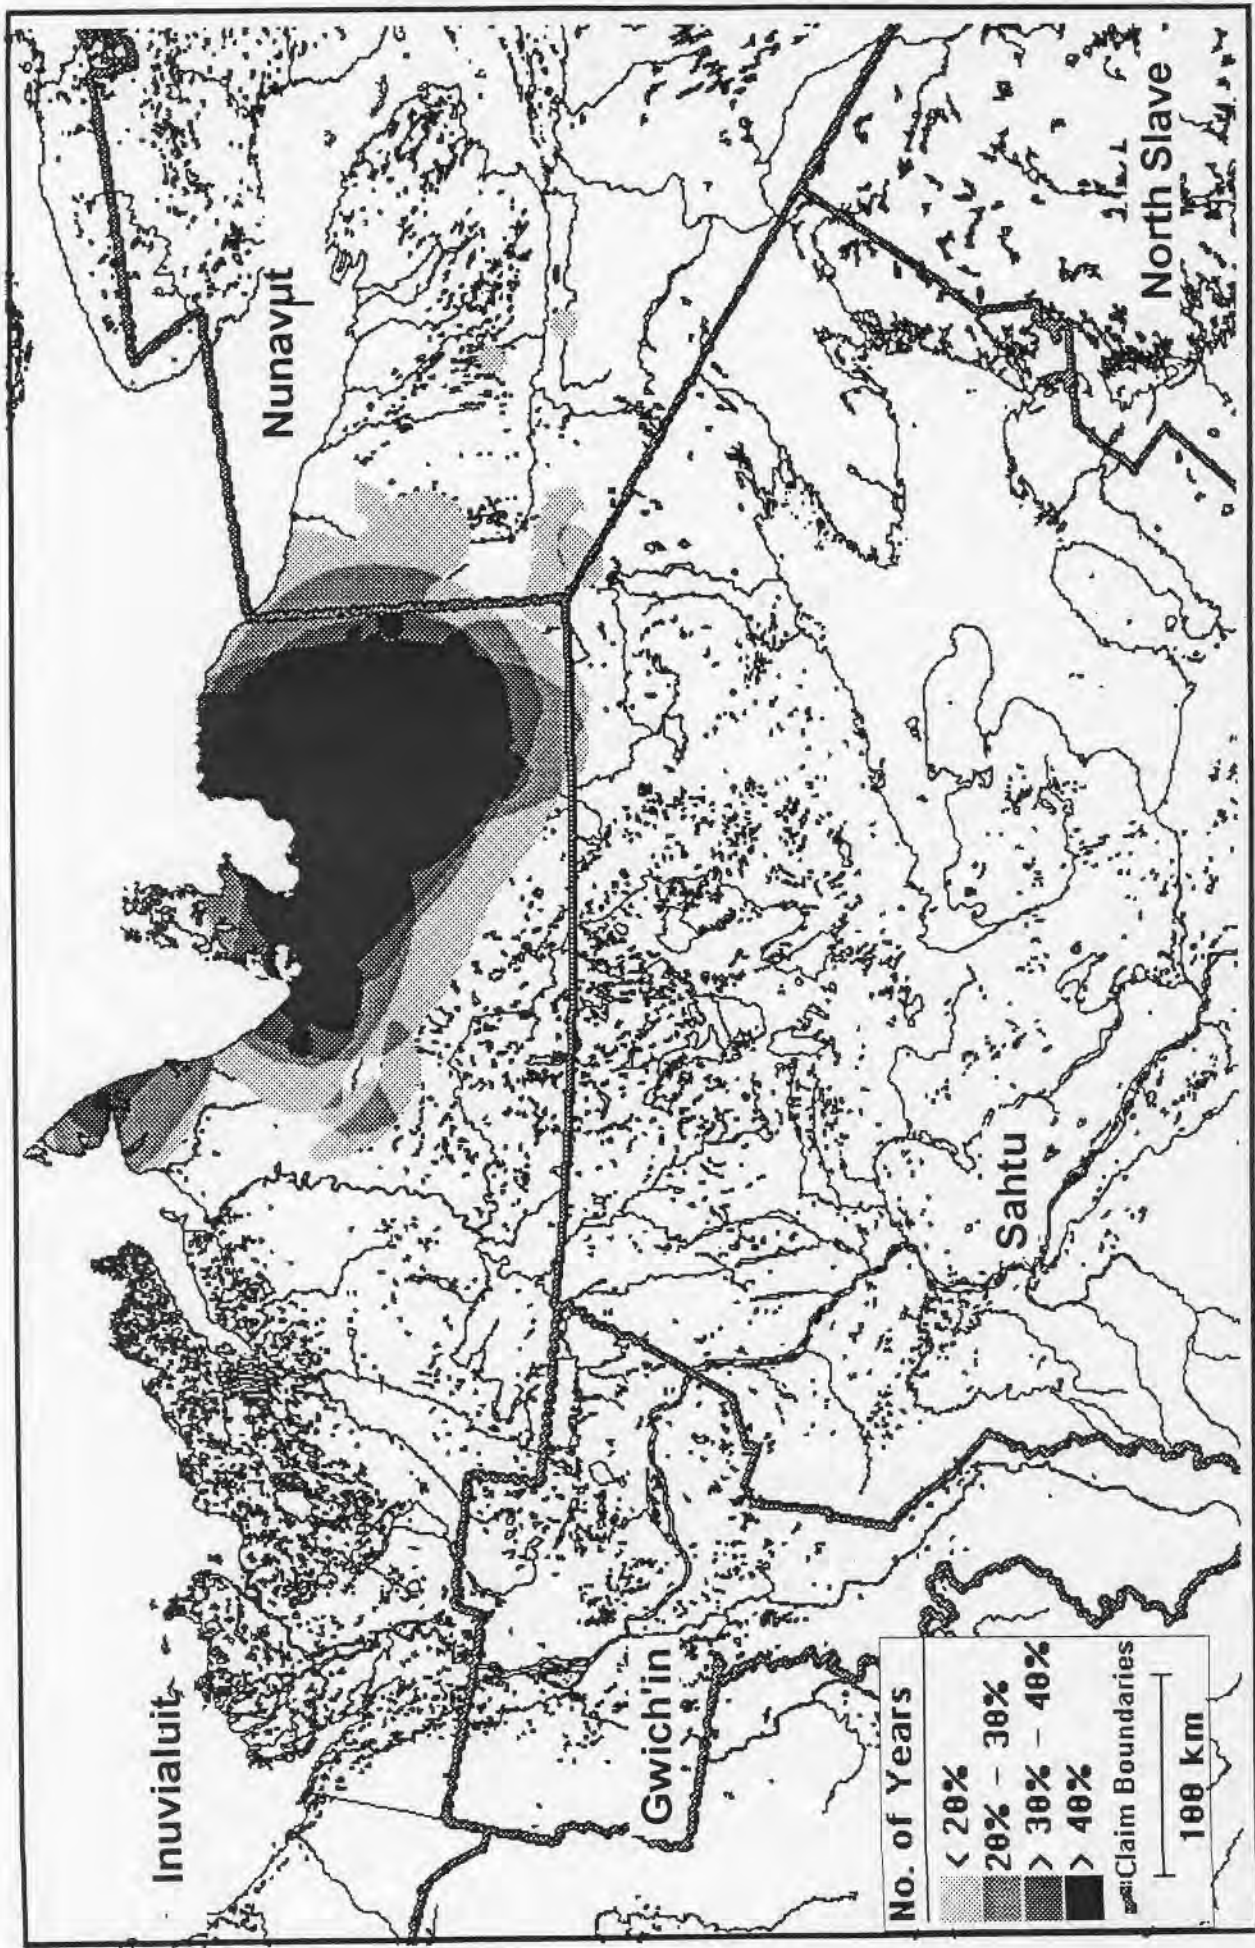 Inuvialuit
Nunavut
Gwich'in
Sahtu
North Slave
No. of Years
< 20%
20% - 30%
> 30% - 40%
> 40%
Claim Boundaries
100 km